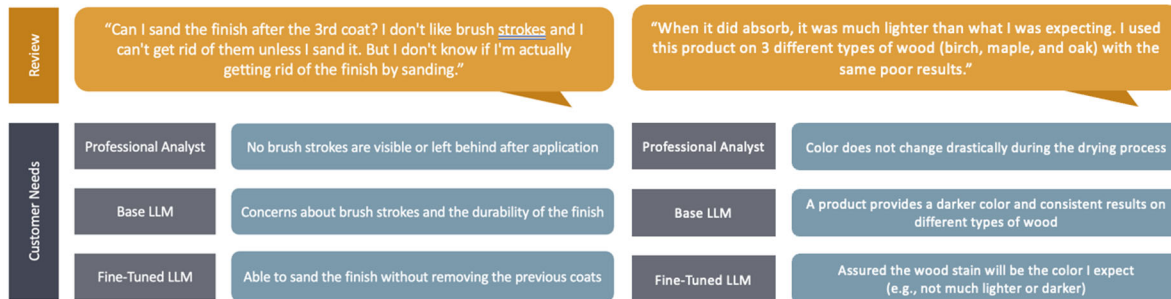 Review
“Can I sand the finish after the 3rd coat? I don't like brush strokes and I
can't get rid of them unless I sand it. But I don't know if I'm actually
getting rid of the finish by sanding.”
“When it did absorb, it was much lighter than what I was expecting. I used
this product on 3 different types of wood (birch, maple, and oak) with the
same poor results.”
Customer Needs
Professional Analyst
No brush strokes are visible or left behind after application
Base LLM
Concerns about brush strokes and the durability of the finish
Fine-Tuned LLM
Able to sand the finish without removing the previous coats
Professional Analyst
Color does not change drastically during the drying process
Base LLM
A product provides a darker color and consistent results on
different types of wood
Fine-Tuned LLM
Assured the wood stain will be the color I expect
(e.g., not much lighter or darker)